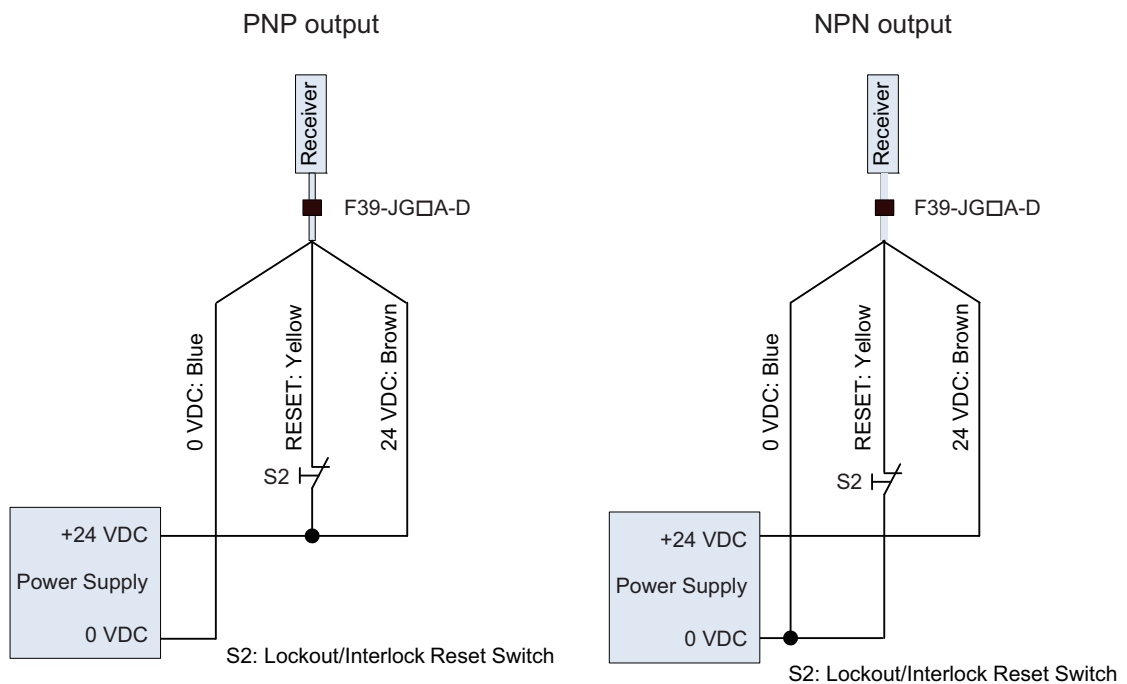 PNP output
Receiver
F39-JG□A-D
0 VDC: Blue
RESET: Yellow
24 VDC: Brown
S2
+24 VDC
Power Supply
0 VDC
S2: Lockout/Interlock Reset Switch
NPN output
Receiver
F39-JG□A-D
0 VDC: Blue
RESET: Yellow
24 VDC: Brown
S2
+24 VDC
Power Supply
0 VDC
S2: Lockout/Interlock Reset Switch